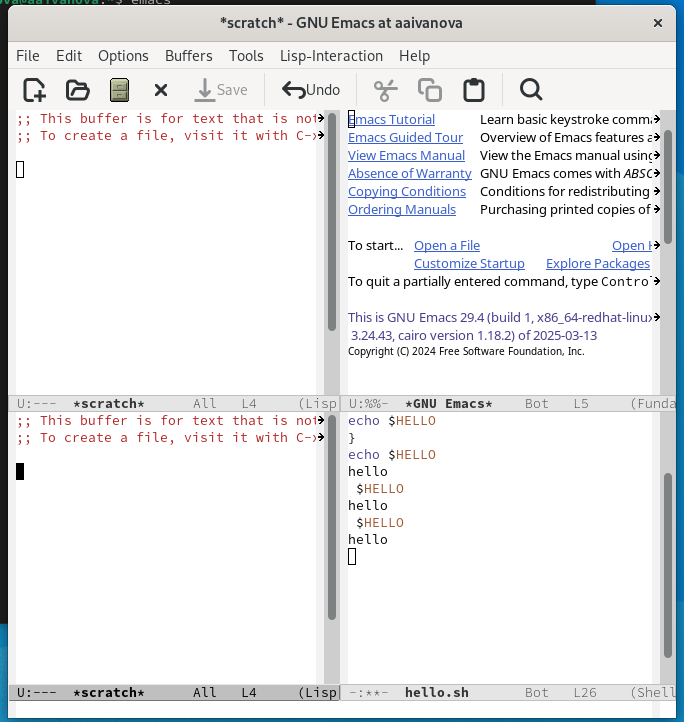 emacs
*scratch* - GNU Emacs at aaivanova
File Edit Options Buffers Tools Lisp-Interaction Help
Save Undo
;; This buffer is for text that is not
;; To create a file, visit it with C-x
U:--- *scratch* All L4 (Lisp
Emacs Tutorial Learn basic keystroke comm
Emacs Guided Tour Overview of Emacs features a
View Emacs Manual View the Emacs manual using
Absence of Warranty GNU Emacs comes with ABSO
Copying Conditions Conditions for redistributing
Ordering Manuals Purchasing printed copies of
To start... Open a File Open H
Customize Startup Explore Packages
To quit a partially entered command, type Contro
This is GNU Emacs 29.4 (build 1, x86_64-redhat-linux
3.24.43, cairo version 1.18.2) of 2025-03-13
Copyright (C) 2024 Free Software Foundation, Inc.
U:%%- *GNU Emacs* Bot L5 (Funda
;; This buffer is for text that is not
;; To create a file, visit it with C-x
U:--- *scratch* All L4 (Lisp
echo $HELLO
}
echo $HELLO
hello
$HELLO
hello
$HELLO
hello
-:**- hello.sh Bot L26 (Shell